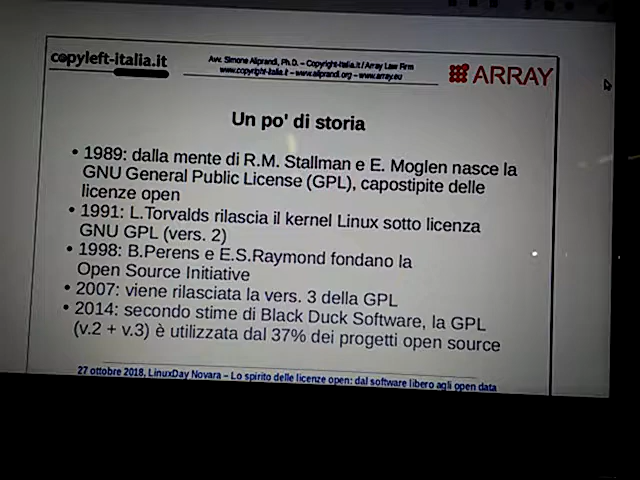 copyleft-italia.it
Avv. Simone Aliprandi, Ph.D. – Copyright-Italia.it / Array Law Firm
www.copyright-italia.it – www.aliprandi.org – www.array.eu
ARRAY
Un po' di storia
• 1989: dalla mente di R.M. Stallman e E. Moglen nasce la
GNU General Public License (GPL), capostipite delle
licenze open
• 1991: L.Torvalds rilascia il kernel Linux sotto licenza
GNU GPL (vers. 2)
• 1998: B.Perens e E.S.Raymond fondano la
Open Source Initiative
• 2007: viene rilasciata la vers. 3 della GPL
• 2014: secondo stime di Black Duck Software, la GPL
(v.2 + v.3) è utilizzata dal 37% dei progetti open source
27 ottobre 2018, LinuxDay Novara – Lo spirito delle licenze open: dal software libero agli open data